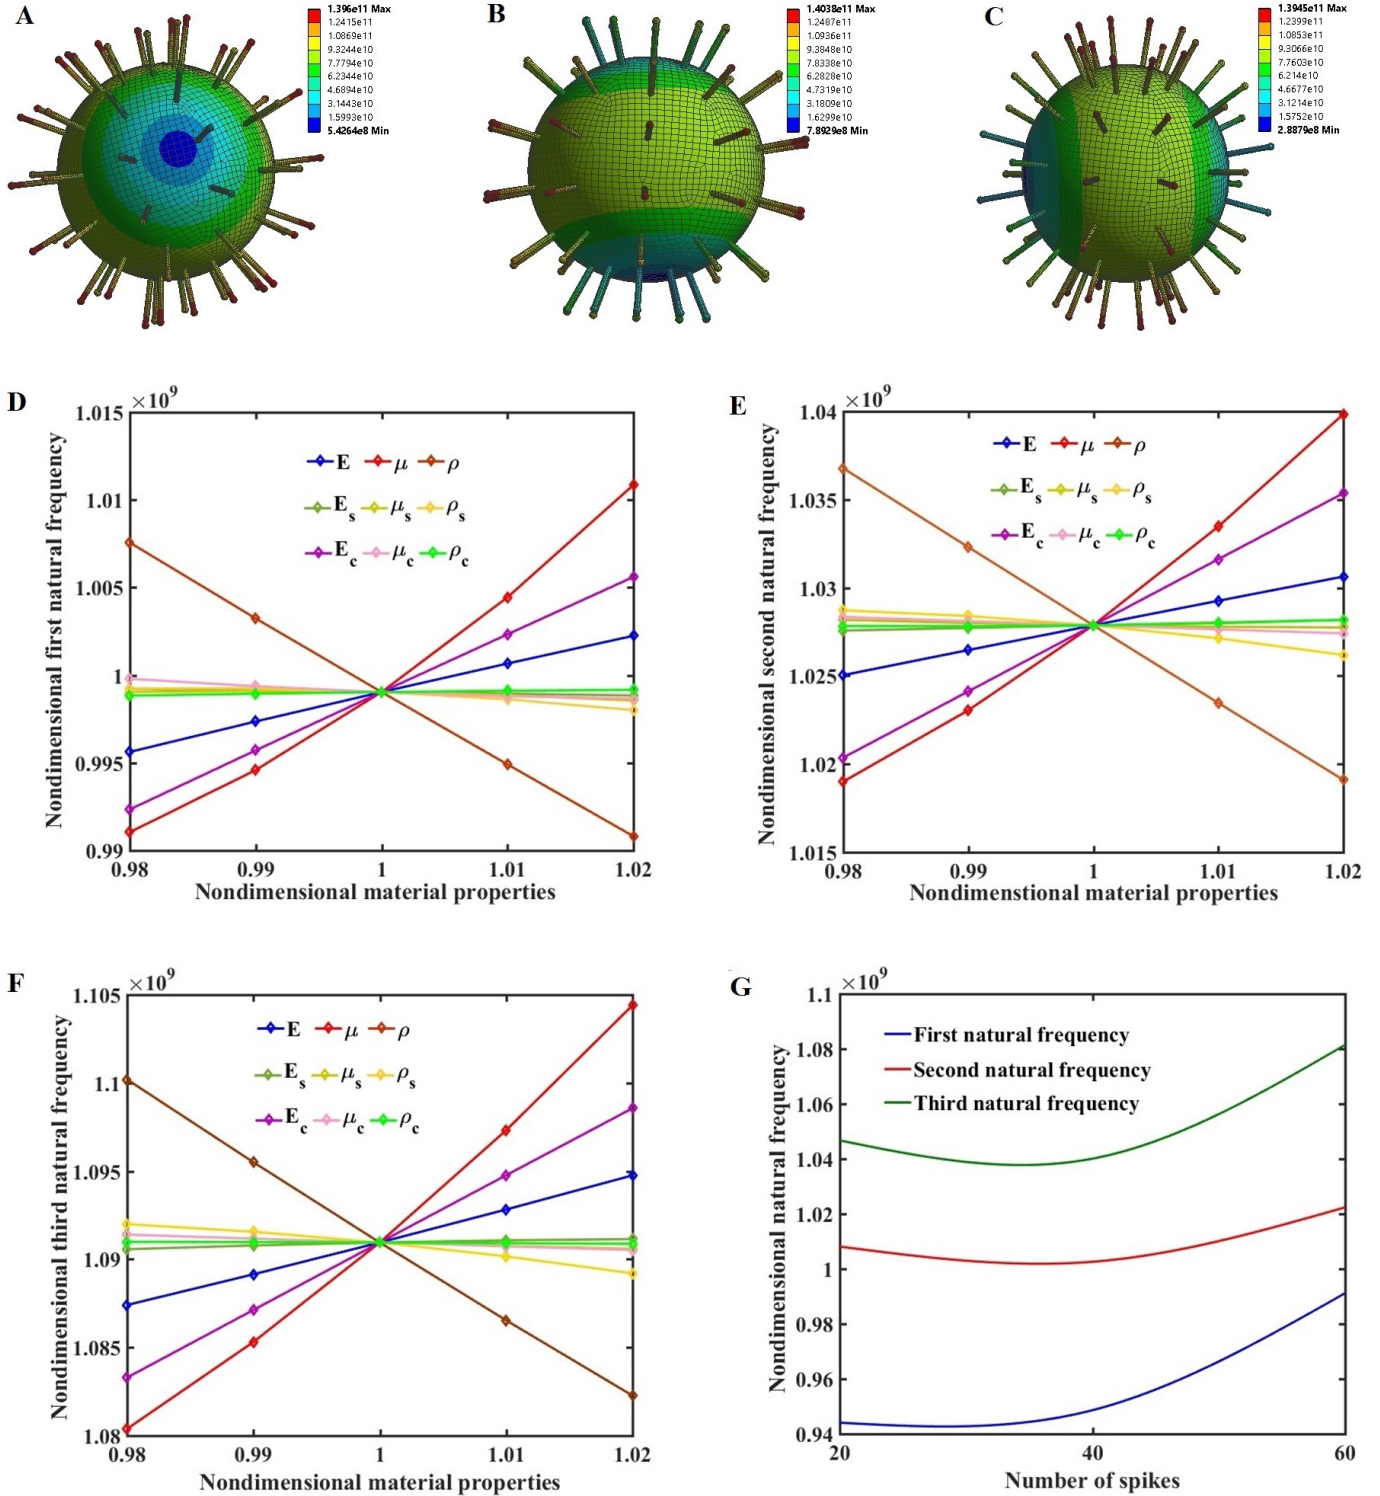 A
1.396e11 Max
1.2415e11
1.0869e11
9.3244e10
7.7794e10
6.2344e10
4.6894e10
3.1443e10
1.5993e10
5.4264e8 Min
B
1.4038e11 Max
1.2487e11
1.0936e11
9.3848e10
7.8338e10
6.2828e10
4.7319e10
3.1809e10
1.6299e10
7.8929e8 Min
C
1.3945e11 Max
1.2399e11
1.0853e11
9.3066e10
7.7603e10
6.214e10
4.6677e10
3.1214e10
1.5752e10
2.8879e8 Min
D
×10⁹
Nondimensional first natural frequency
1.015
1.01
1.005
1
0.995
0.99
E μ ρ
Eₛ μₛ ρₛ
E꜀ μ꜀ ρ꜀
0.98 0.99 1 1.01 1.02
Nondimensional material properties
E
×10⁹
Nondimensional second natural frequency
1.04
1.035
1.03
1.025
1.02
1.015
E μ ρ
Eₛ μₛ ρₛ
E꜀ μ꜀ ρ꜀
0.98 0.99 1 1.01 1.02
Nondimenstional material properties
F
×10⁹
Nondimensional third natural frequency
1.105
1.1
1.095
1.09
1.085
1.08
E μ ρ
Eₛ μₛ ρₛ
E꜀ μ꜀ ρ꜀
0.98 0.99 1 1.01 1.02
Nondimensional material properties
G
×10⁹
Nondimensional natural frequency
1.1
1.08
1.06
1.04
1.02
1
0.98
0.96
0.94
First natural frequency
Second natural frequency
Third natural frequency
20 40 60
Number of spikes